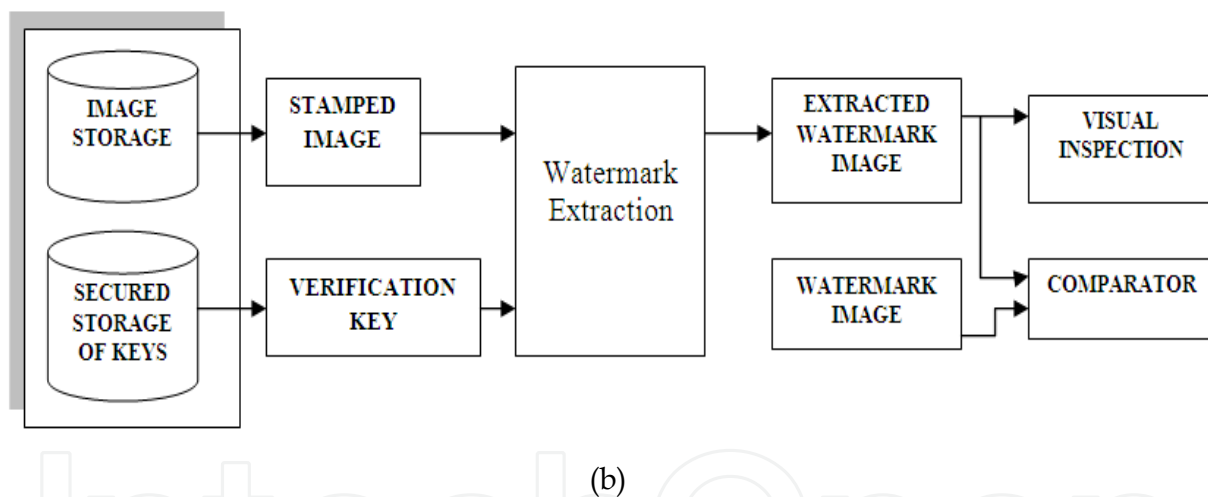 IMAGE
STORAGE
STAMPED
IMAGE
Watermark
Extraction
EXTRACTED
WATERMARK
IMAGE
VISUAL
INSPECTION
SECURED
STORAGE
OF KEYS
VERIFICATION
KEY
WATERMARK
IMAGE
COMPARATOR
(b)